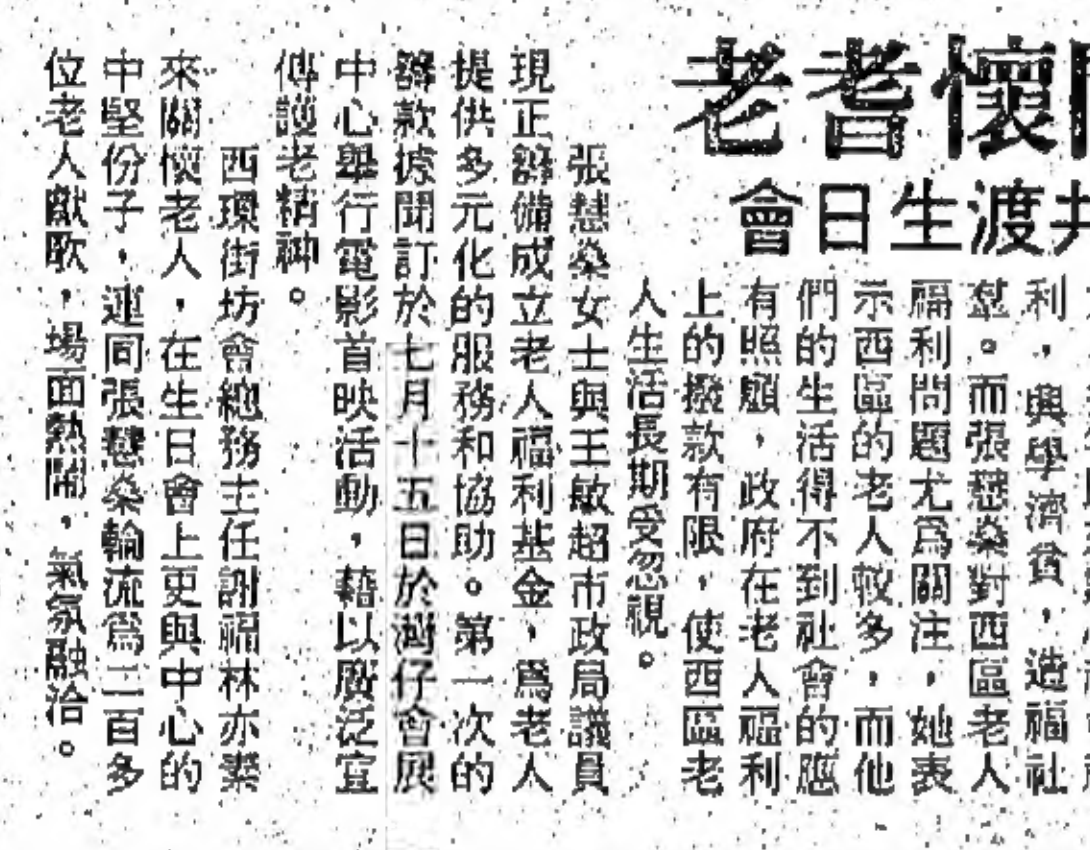 懷耆老
共渡生日會
利，興學濟貧，造福社
羣。而張慧燊對西區老人
福利問題尤爲關注，她表
示西區的老人較多，而他
們的生活得不到社會的應
有照顧，政府在老人福利
上的撥款有限，使西區老
人生活長期受忽視。
張慧燊女士與王敏超市政局議員
現正籌備成立老人福利基金，爲老人
提供多元化的服務和協助。第一次的
籌款據聞訂於七月十五日於灣仔會展
中心舉行電影首映活動，藉以廣泛宣
傳護老精神。
西環街坊會總務主任謝福林亦素
來關懷老人，在生日會上更與中心的
中堅份子，連同張慧燊輪流爲二百多
位老人獻歌，場面熱鬧，氣氛融洽。